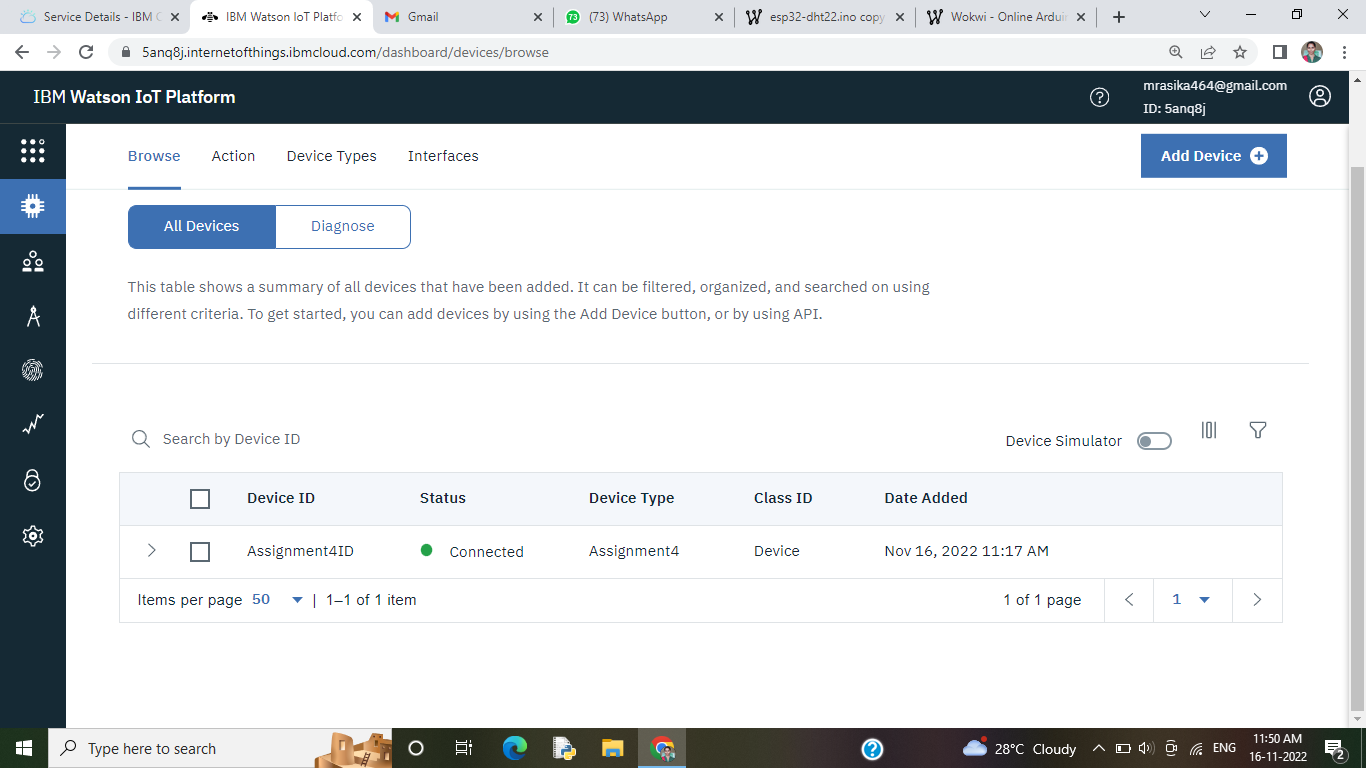 Service Details - IBM C
IBM Watson IoT Platfo
Gmail
73 (73) WhatsApp
esp32-dht22.ino copy
Wokwi - Online Ardui
5anq8j.internetofthings.ibmcloud.com/dashboard/devices/browse
IBM Watson IoT Platform
mrasika464@gmail.com
ID: 5anq8j
Browse Action Device Types Interfaces
Add Device
All Devices Diagnose
This table shows a summary of all devices that have been added. It can be filtered, organized, and searched on using
different criteria. To get started, you can add devices by using the Add Device button, or by using API.
Search by Device ID
Device Simulator
Device ID Status Device Type Class ID Date Added
Assignment4ID Connected Assignment4 Device Nov 16, 2022 11:17 AM
Items per page 50 | 1–1 of 1 item 1 of 1 page 1
Type here to search
28°C Cloudy
ENG
11:50 AM
16-11-2022
2